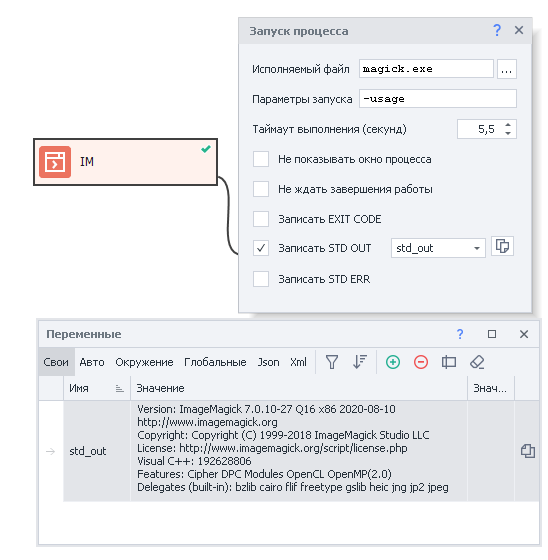 Запуск процесса
?
Исполняемый файл magick.exe ...
Параметры запуска -usage
Таймаут выполнения (секунд) 5,5
Не показывать окно процесса
Не ждать завершения работы
Записать EXIT CODE
Записать STD OUT std_out
Записать STD ERR
IM
Переменные
?
Свои Авто Окружение Глобальные Json Xml
Имя Значение Знач...
std_out
Version: ImageMagick 7.0.10-27 Q16 x86 2020-08-10
http://www.imagemagick.org
Copyright: Copyright (C) 1999-2018 ImageMagick Studio LLC
License: http://www.imagemagick.org/script/license.php
Visual C++: 192628806
Features: Cipher DPC Modules OpenCL OpenMP(2.0)
Delegates (built-in): bzlib cairo flif freetype gslib heic jng jp2 jpeg